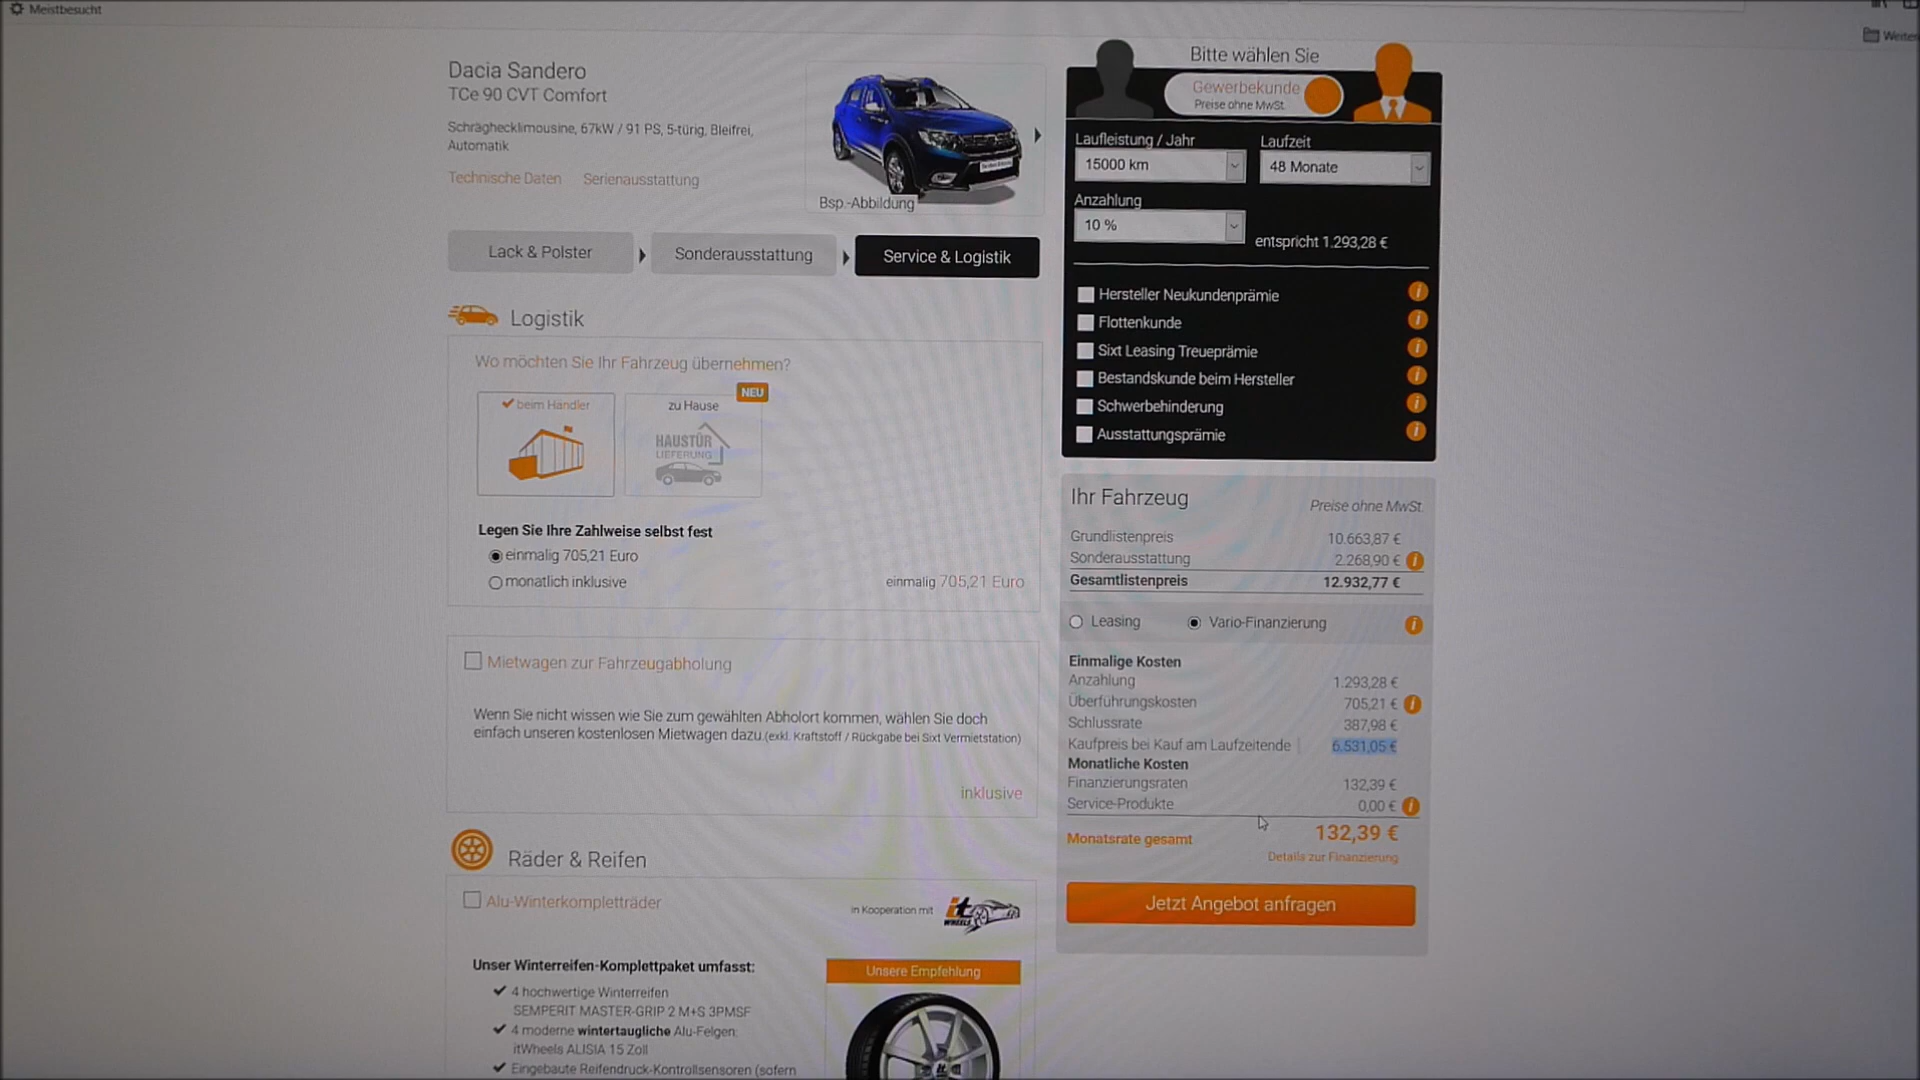 Meistbesucht
Weiter
Dacia Sandero
TCe 90 CVT Comfort
Schräghecklimousine, 67kW / 91 PS, 5-türig, Bleifrei,
Automatik
Technische Daten Serienausstattung
Bsp.-Abbildung
Lack & Polster
Sonderausstattung
Service & Logistik
Logistik
Wo möchten Sie Ihr Fahrzeug übernehmen?
beim Händler
zu Hause
NEU
HAUSTÜR
LIEFERUNG
Legen Sie Ihre Zahlweise selbst fest
einmalig 705,21 Euro
monatlich inklusive
einmalig 705,21 Euro
Mietwagen zur Fahrzeugabholung
Wenn Sie nicht wissen wie Sie zum gewählten Abholort kommen, wählen Sie doch
einfach unseren kostenlosen Mietwagen dazu.(exkl. Kraftstoff / Rückgabe bei Sixt Vermietstation)
inklusive
Räder & Reifen
Alu-Winterkompletträder
in Kooperation mit
it
WHEELS
Unser Winterreifen-Komplettpaket umfasst:
4 hochwertige Winterreifen
SEMPERIT MASTER-GRIP 2 M+S 3PMSF
4 moderne wintertaugliche Alu-Felgen:
itWheels ALISIA 15 Zoll
Eingebaute Reifendruck-Kontrollsensoren (sofern
Unsere Empfehlung
Bitte wählen Sie
Gewerbekunde
Preise ohne MwSt.
Laufleistung / Jahr
15000 km
Laufzeit
48 Monate
Anzahlung
10 %
entspricht 1.293,28 €
Hersteller Neukundenprämie
Flottenkunde
Sixt Leasing Treueprämie
Bestandskunde beim Hersteller
Schwerbehinderung
Ausstattungsprämie
Ihr Fahrzeug
Preise ohne MwSt.
Grundlistenpreis 10.663,87 €
Sonderausstattung 2.268,90 €
Gesamtlistenpreis 12.932,77 €
Leasing
Vario-Finanzierung
Einmalige Kosten
Anzahlung 1.293,28 €
Überführungskosten 705,21 €
Schlussrate 387,98 €
Kaufpreis bei Kauf am Laufzeitende 6.531,05 €
Monatliche Kosten
Finanzierungsraten 132,39 €
Service-Produkte 0,00 €
Monatsrate gesamt 132,39 €
Details zur Finanzierung
Jetzt Angebot anfragen